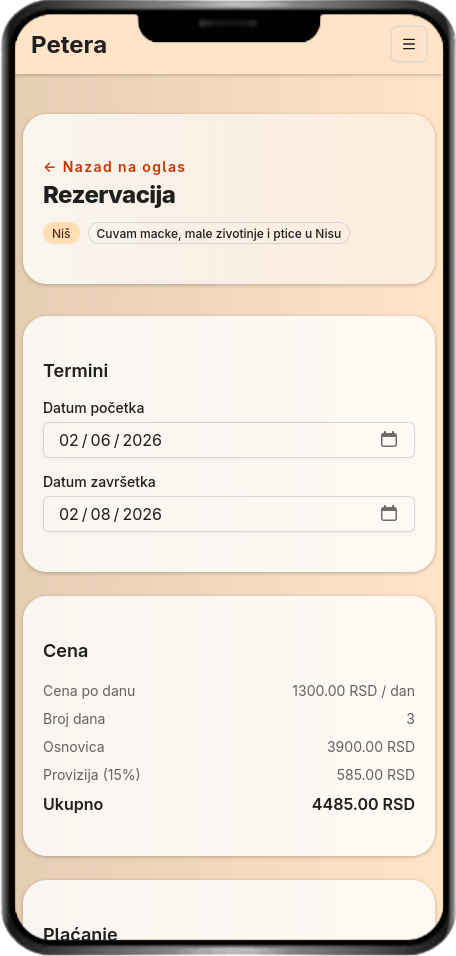 Petera
← Nazad na oglas
Rezervacija
Niš
Cuvam macke, male zivotinje i ptice u Nisu
Termini
Datum početka
02 / 06 / 2026
Datum završetka
02 / 08 / 2026
Cena
Cena po danu 1300.00 RSD / dan
Broj dana 3
Osnovica 3900.00 RSD
Provizija (15%) 585.00 RSD
Ukupno 4485.00 RSD
Plaćanje